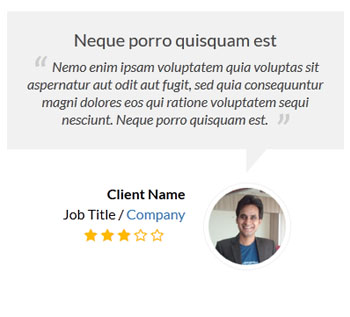 Neque porro quisquam est
“ Nemo enim ipsam voluptatem quia voluptas sit
aspernatur aut odit aut fugit, sed quia consequuntur
magni dolores eos qui ratione voluptatem sequi
nesciunt. Neque porro quisquam est. ”
Client Name
Job Title / Company